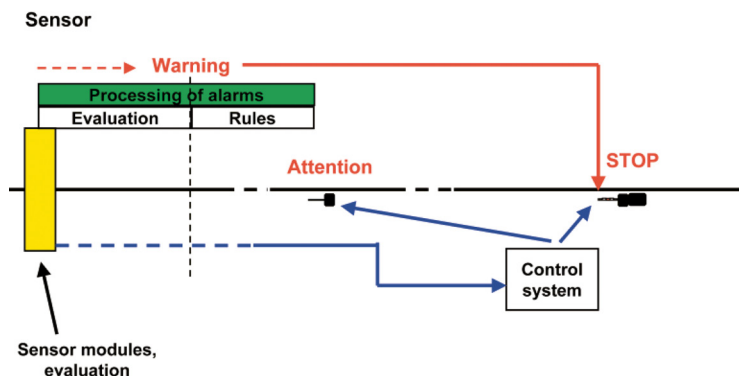 Sensor
Warning
Processing of alarms
Evaluation
Rules
Attention
STOP
Control
system
Sensor modules,
evaluation